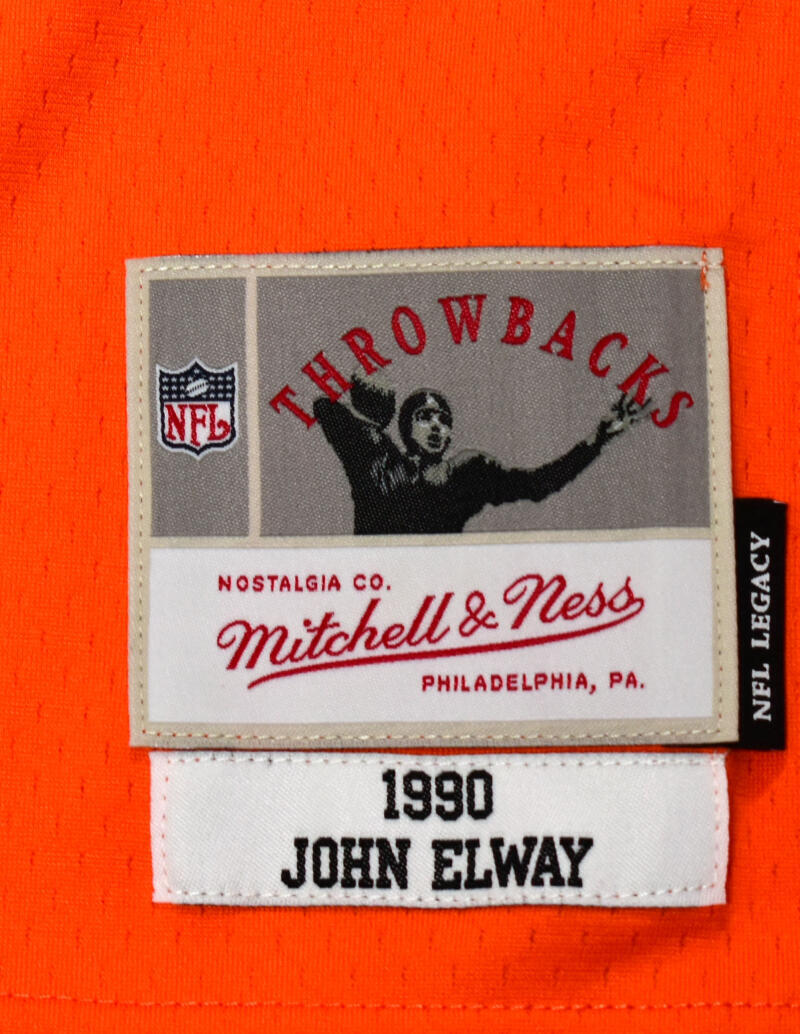 THROWBACKS
NFL
NOSTALGIA CO.
Mitchell & Ness
PHILADELPHIA, PA.
NFL LEGACY
1990
JOHN ELWAY